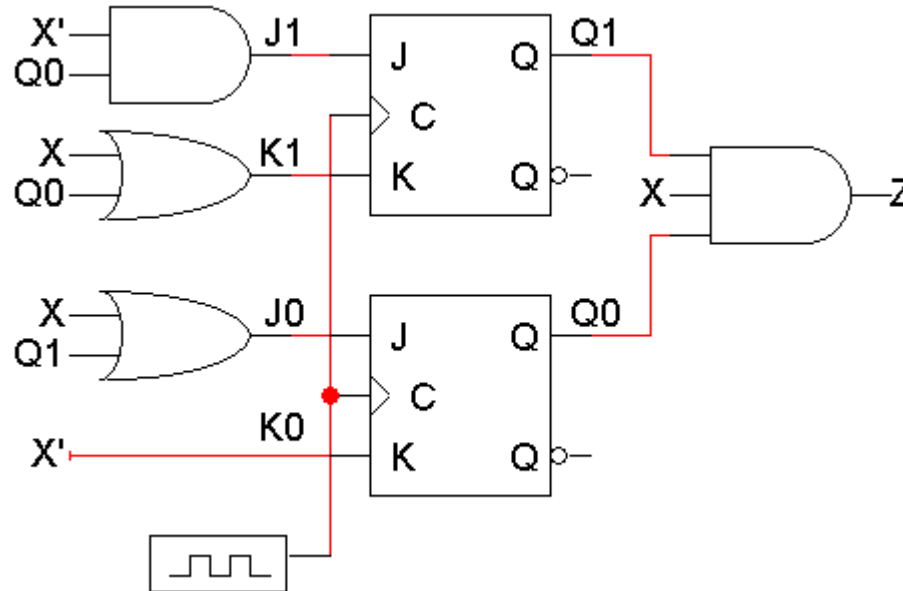 X' J1 Q1
Q0 J Q
C
X K1
Q0 K Q X Z
X J0 Q0
Q1 J Q
C
K0
X' K Q